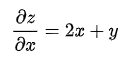 ∂z/∂x = 2x + y